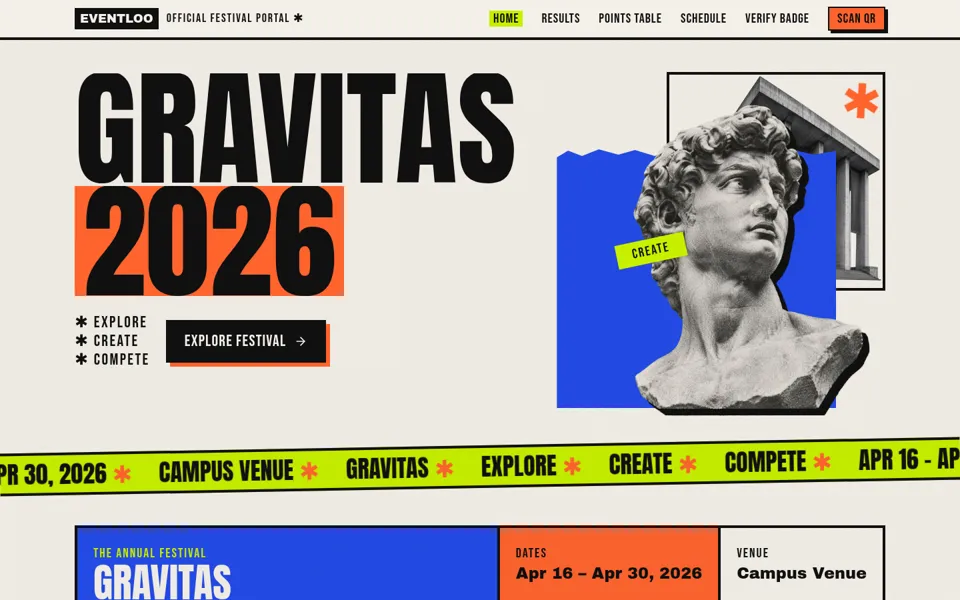 EVENTLOO OFFICIAL FESTIVAL PORTAL ✱
HOME RESULTS POINTS TABLE SCHEDULE VERIFY BADGE SCAN QR
GRAVITAS
2026
✱ EXPLORE
✱ CREATE
✱ COMPETE
EXPLORE FESTIVAL →
CREATE
PR 30, 2026 ✱ CAMPUS VENUE ✱ GRAVITAS ✱ EXPLORE ✱ CREATE ✱ COMPETE ✱ APR 16 - AP
THE ANNUAL FESTIVAL
GRAVITAS
DATES
Apr 16 – Apr 30, 2026
VENUE
Campus Venue